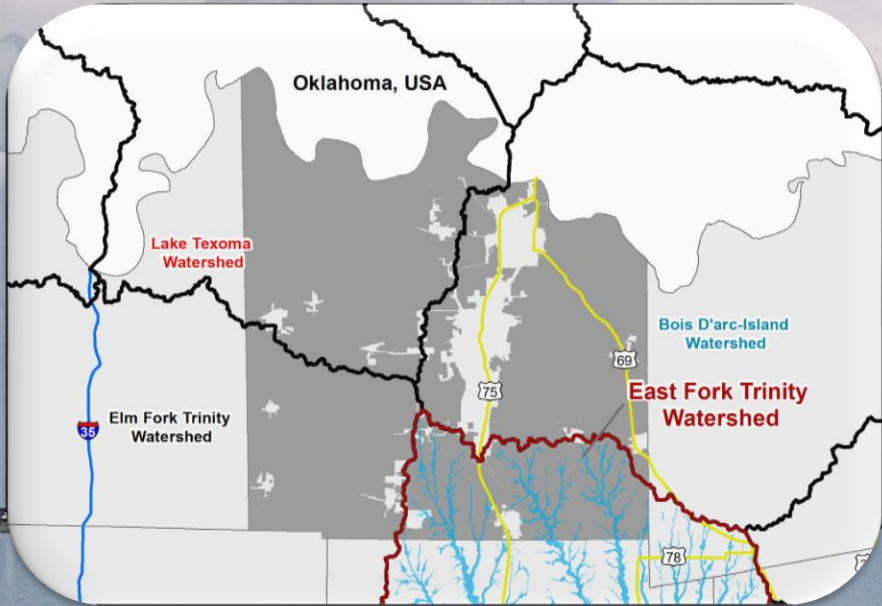 Oklahoma, USA
Lake Texoma
Watershed
Bois D'arc-Island
Watershed
69
75
East Fork Trinity
Watershed
Elm Fork Trinity
Watershed
35
78